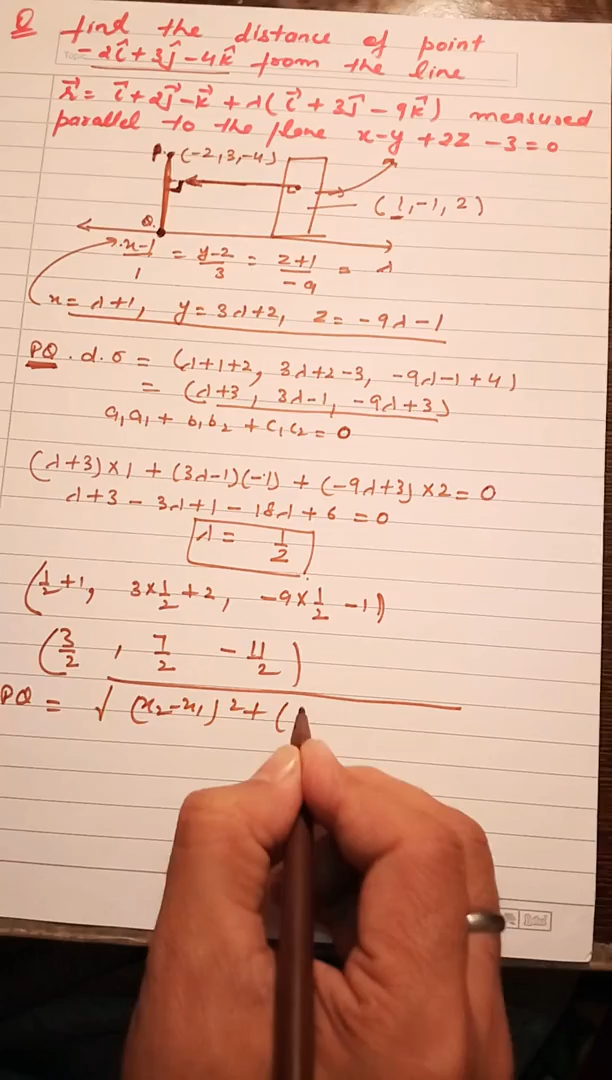 Q find the distance of point
-2î + 3ĵ - 4k̂ from the line
r⃗ = i⃗ + 2j⃗ - k⃗ + λ(i⃗ + 3j⃗ - 9k⃗) measured
parallel to the plane x-y+2z-3=0
P (-2,3,-4)
(1,-1,2)
Q
x-1/1 = y-2/3 = z+1/-9 = λ
x=λ+1, y=3λ+2, z=-9λ-1
PQ. d.σ = (λ+1+2, 3λ+2-3, -9λ-1+4)
= (λ+3, 3λ-1, -9λ+3)
a₁a₁ + b₁b₂ + c₁c₂=0
(λ+3)×1 + (3λ-1)(-1) + (-9λ+3)×2=0
λ+3 - 3λ+1 - 18λ+6=0
λ= 1/2
(1/2+1, 3×1/2+2, -9×1/2-1)
(3/2, 7/2 -11/2)
PQ = √(x₂-x₁)²+(